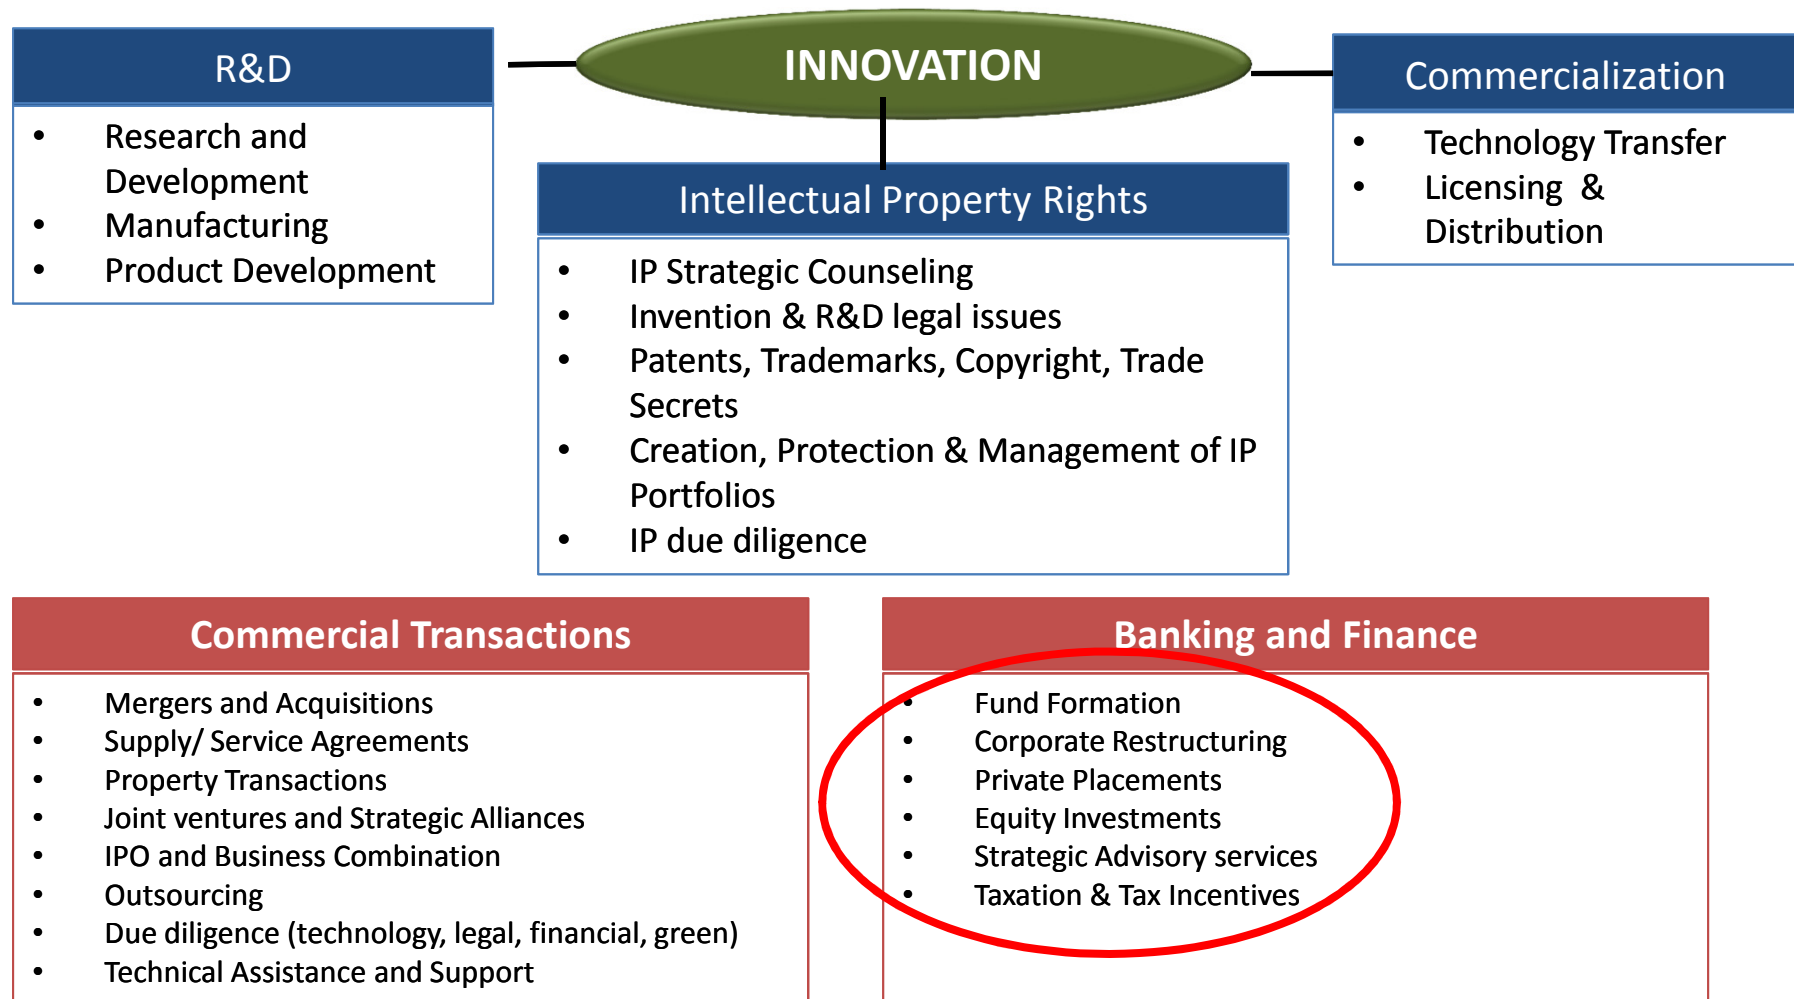 INNOVATION
R&D
• Research and
Development
• Manufacturing
• Product Development
Intellectual Property Rights
• IP Strategic Counseling
• Invention & R&D legal issues
• Patents, Trademarks, Copyright, Trade
Secrets
• Creation, Protection & Management of IP
Portfolios
• IP due diligence
Commercialization
• Technology Transfer
• Licensing &
Distribution
Commercial Transactions
• Mergers and Acquisitions
• Supply/ Service Agreements
• Property Transactions
• Joint ventures and Strategic Alliances
• IPO and Business Combination
• Outsourcing
• Due diligence (technology, legal, financial, green)
• Technical Assistance and Support
Banking and Finance
• Fund Formation
• Corporate Restructuring
• Private Placements
• Equity Investments
• Strategic Advisory services
• Taxation & Tax Incentives